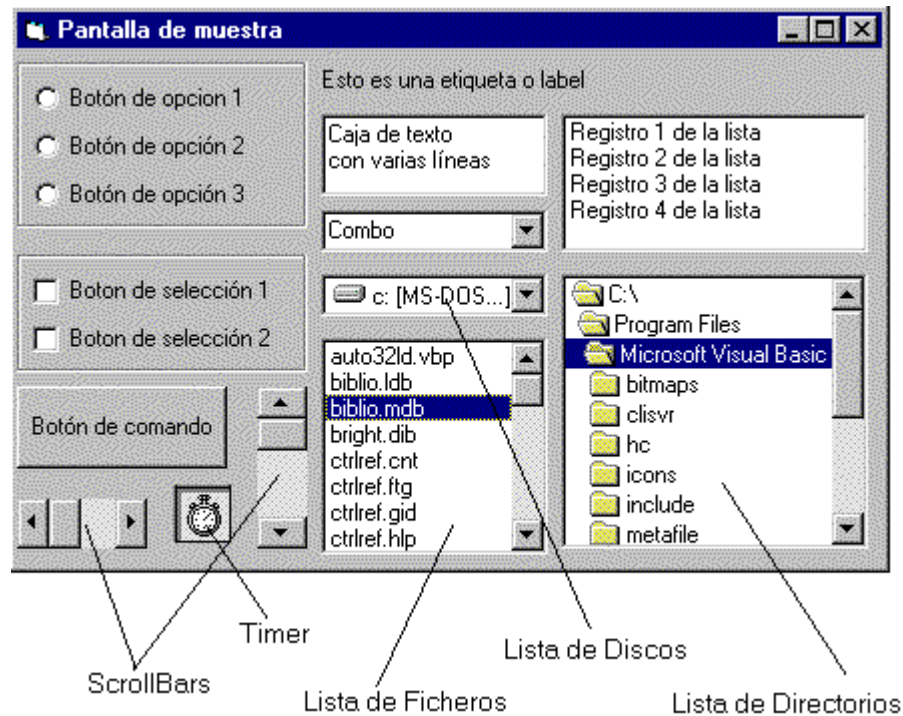 Pantalla de muestra
Botón de opcion 1
Botón de opción 2
Botón de opción 3
Esto es una etiqueta o label
Caja de texto
con varias líneas
Registro 1 de la lista
Registro 2 de la lista
Registro 3 de la lista
Registro 4 de la lista
Combo
Boton de selección 1
Boton de selección 2
c: [MS-DOS...]
C:\
Program Files
Microsoft Visual Basic
bitmaps
clisvr
hc
icons
include
metafile
auto32ld.vbp
biblio.ldb
biblio.mdb
bright.dib
ctrlref.cnt
ctrlref.ftg
ctrlref.gid
ctrlref.hlp
Botón de comando
Timer
Lista de Discos
ScrollBars
Lista de Ficheros
Lista de Directorios